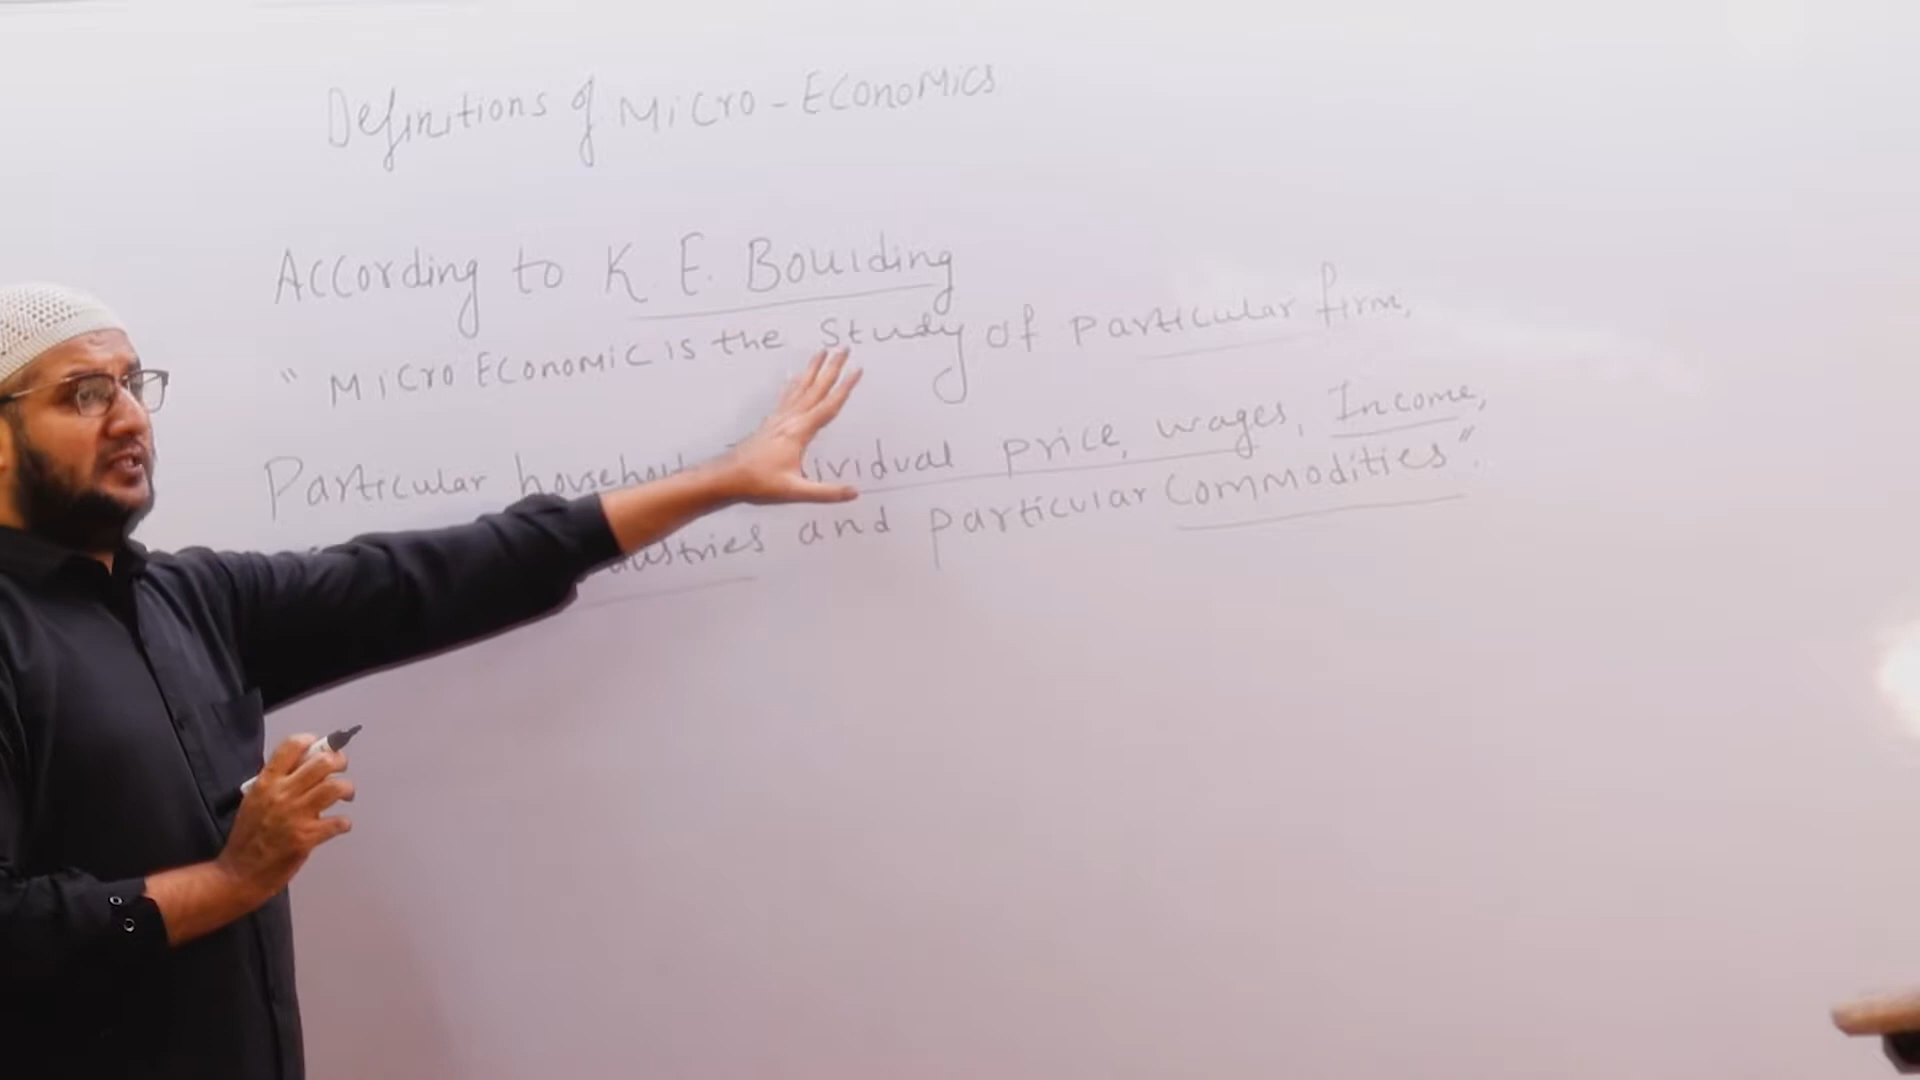 Definitions of Micro-Economics
According to K. E. Boulding
"Micro Economic is the study of particular firm,
Particular ividual price, wages, Income,
ustries and particular Commodities".